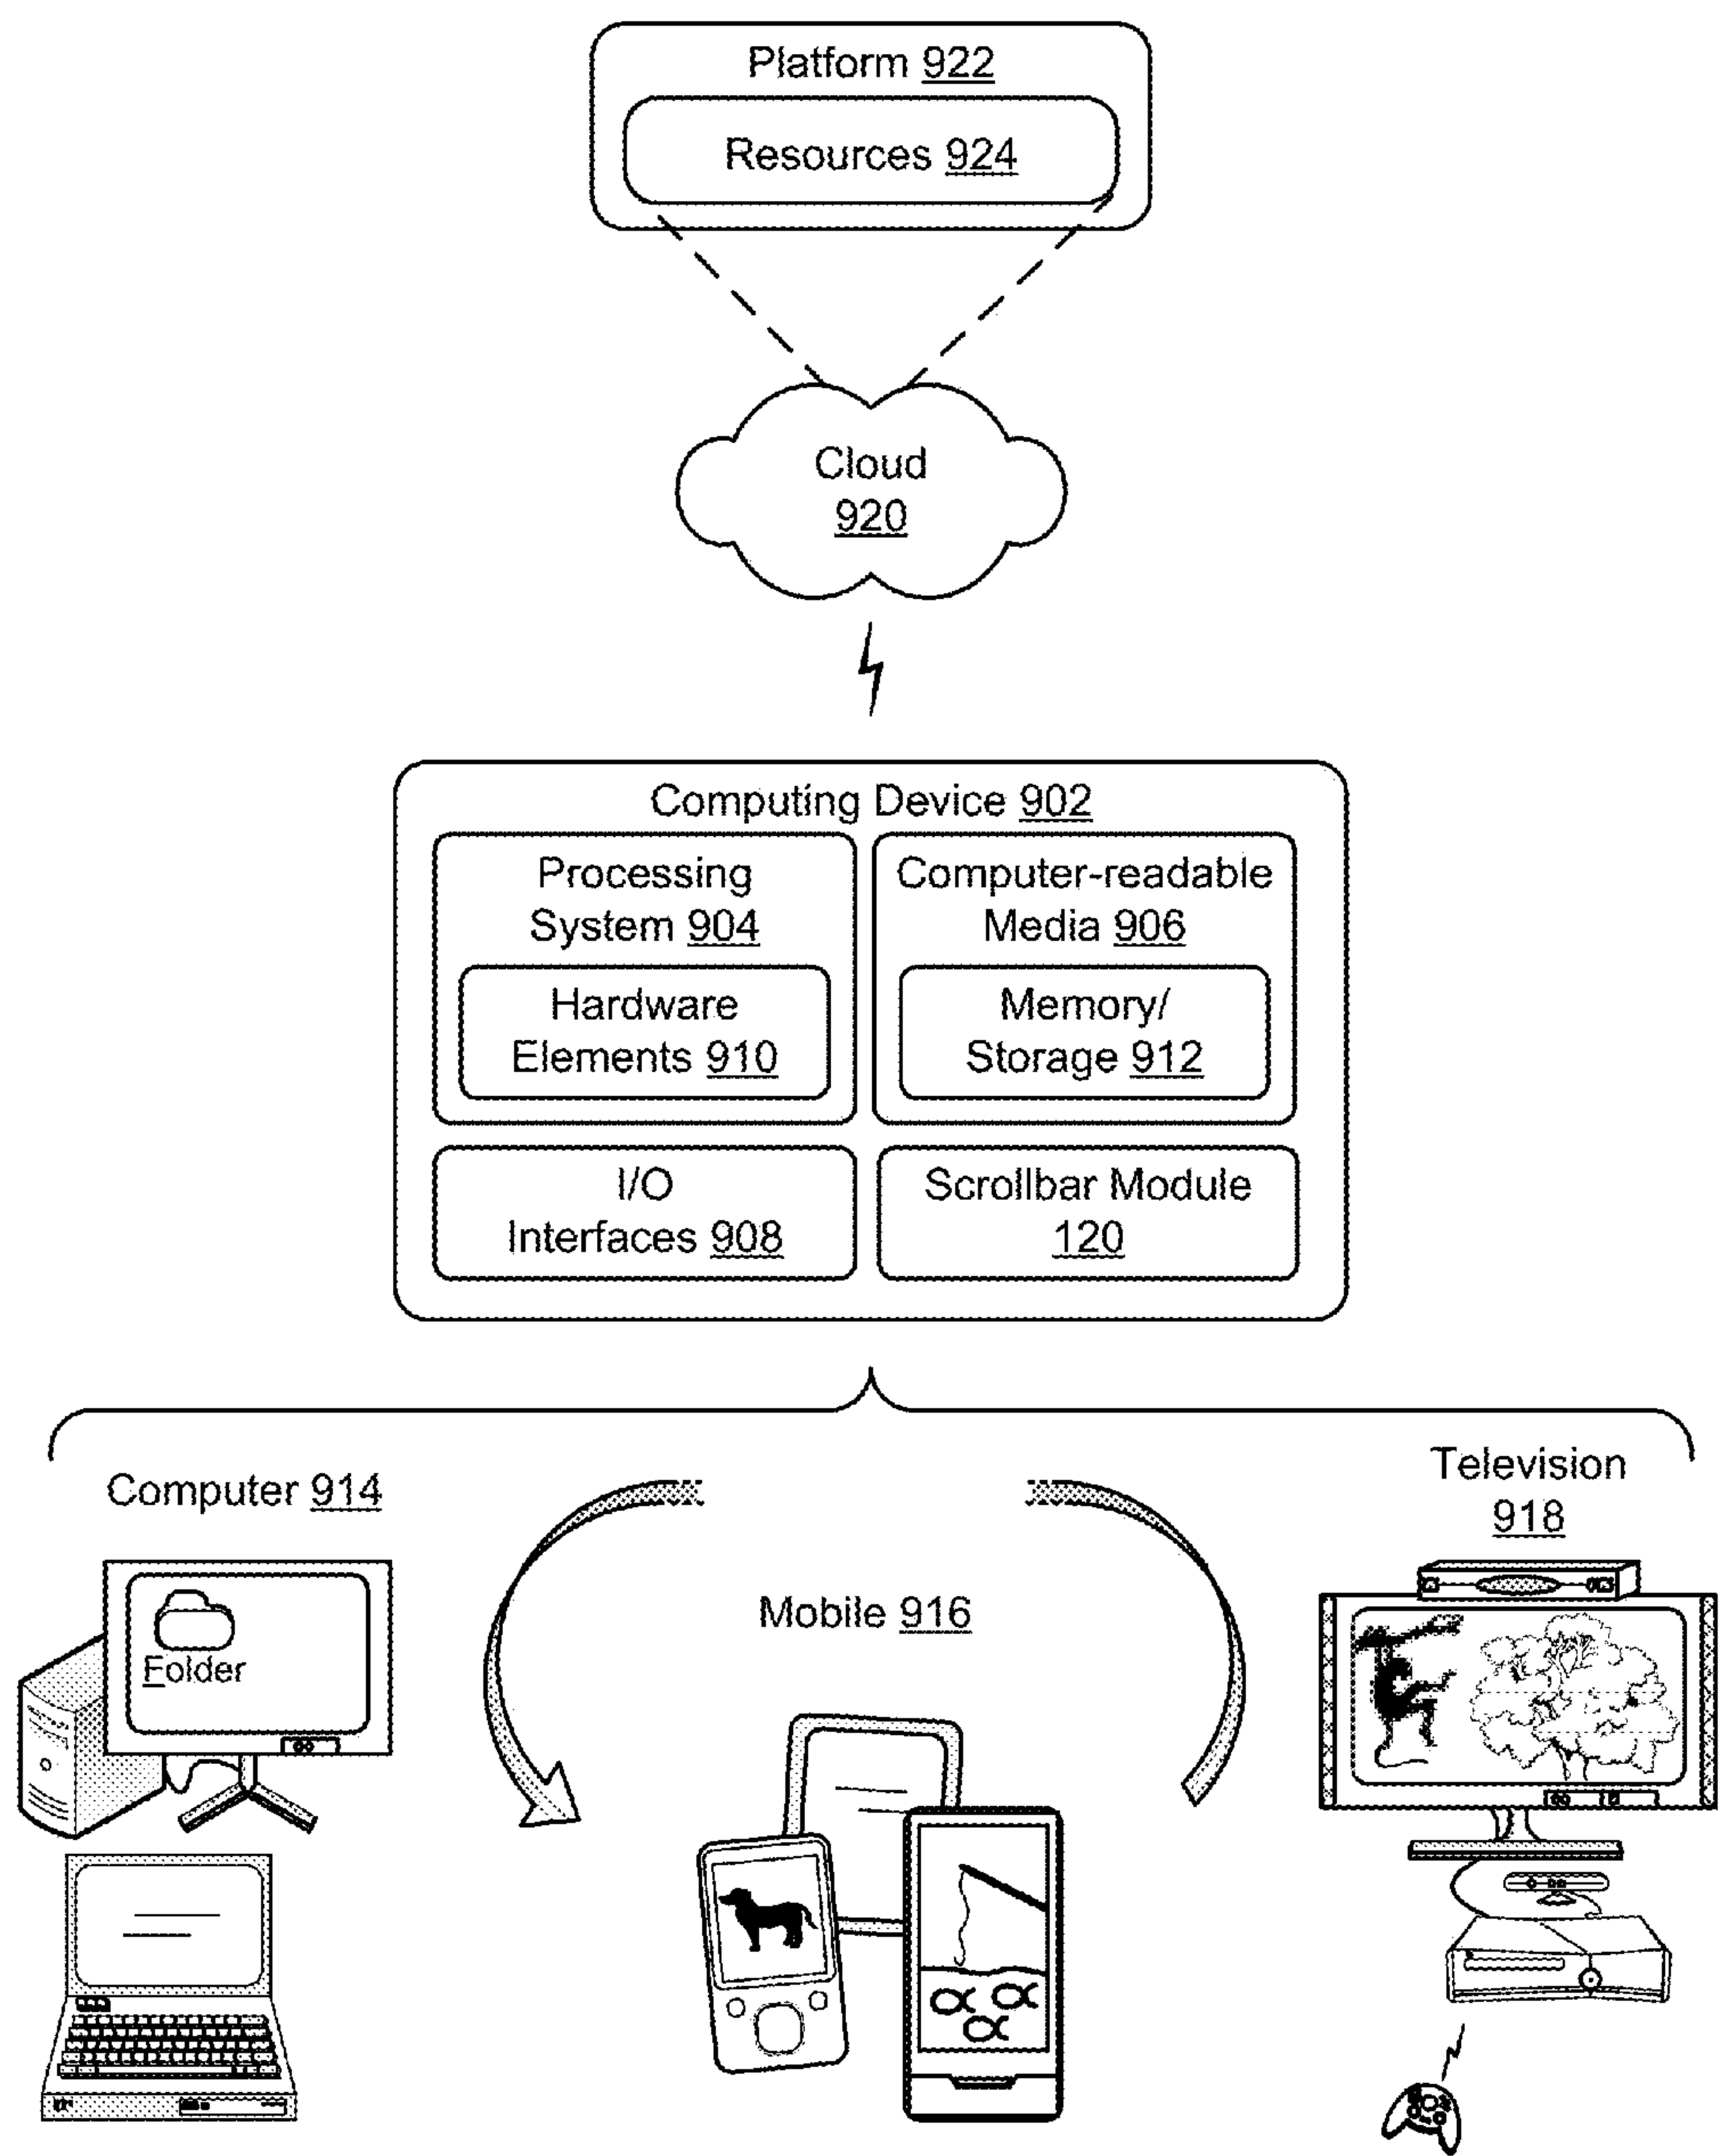 Platform 922
Resources 924
Cloud
920
Computing Device 902
Processing
System 904
Hardware
Elements 910
Computer-readable
Media 906
Memory/
Storage 912
I/O
Interfaces 908
Scrollbar Module
120
Computer 914
Folder
Mobile 916
Television
918